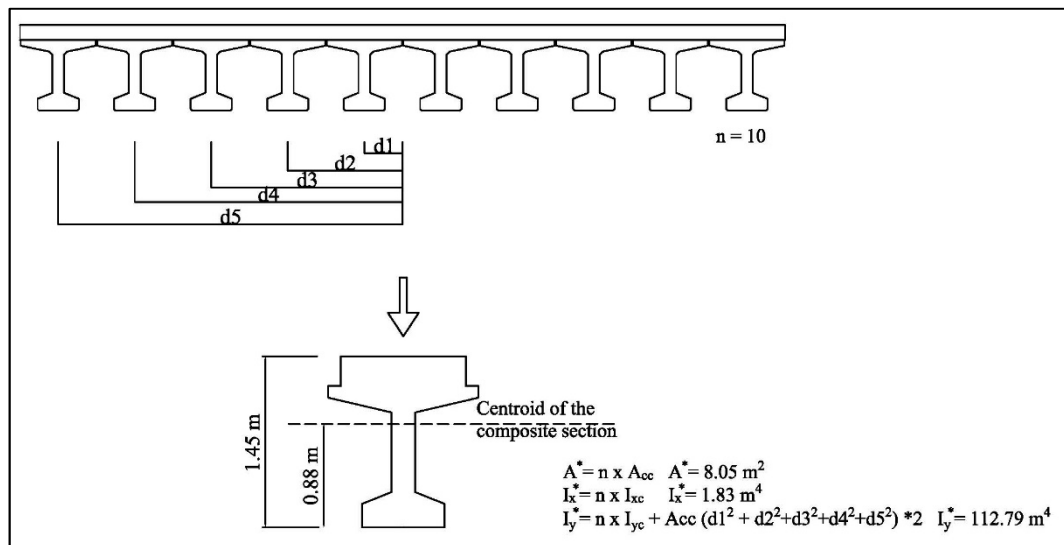 n = 10
d1
d2
d3
d4
d5
1.45 m
0.88 m
Centroid of the
composite section
A* = n x Acc A* = 8.05 m²
Ix* = n x Ixc Ix* = 1.83 m⁴
Iy* = n x Iyc + Acc (d1² + d2²+d3²+d4²+d5²) *2 Iy* = 112.79 m⁴